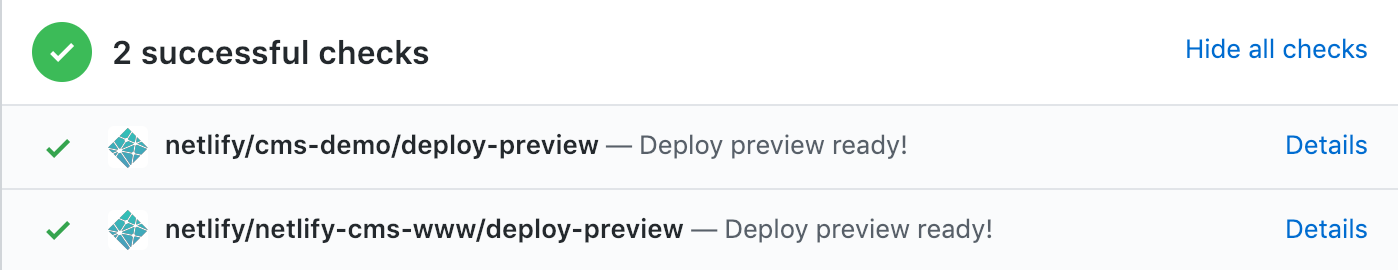 2 successful checks Hide all checks
netlify/cms-demo/deploy-preview — Deploy preview ready! Details
netlify/netlify-cms-www/deploy-preview — Deploy preview ready! Details